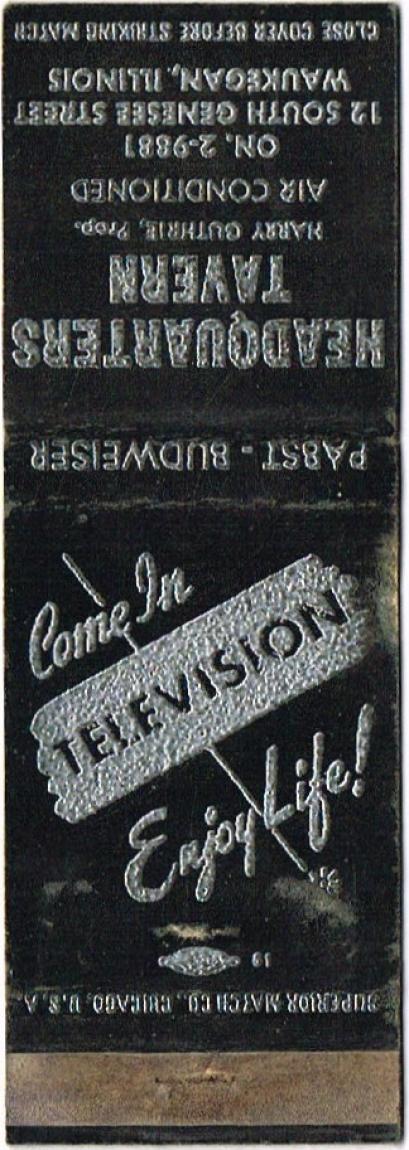 CLOSE COVER BEFORE STRIKING MATCH
HEADQUARTERS
TAVERN
HARRY GUTHRIE, Prop.
AIR CONDITIONED
ON. 2-9881
12 SOUTH GENESEE STREET
WAUKEGAN, ILLINOIS
PABST - BUDWEISER
Come In
TELEVISION
Enjoy Life!
19
SUPERIOR MATCH CO., CHICAGO, U. S. A.